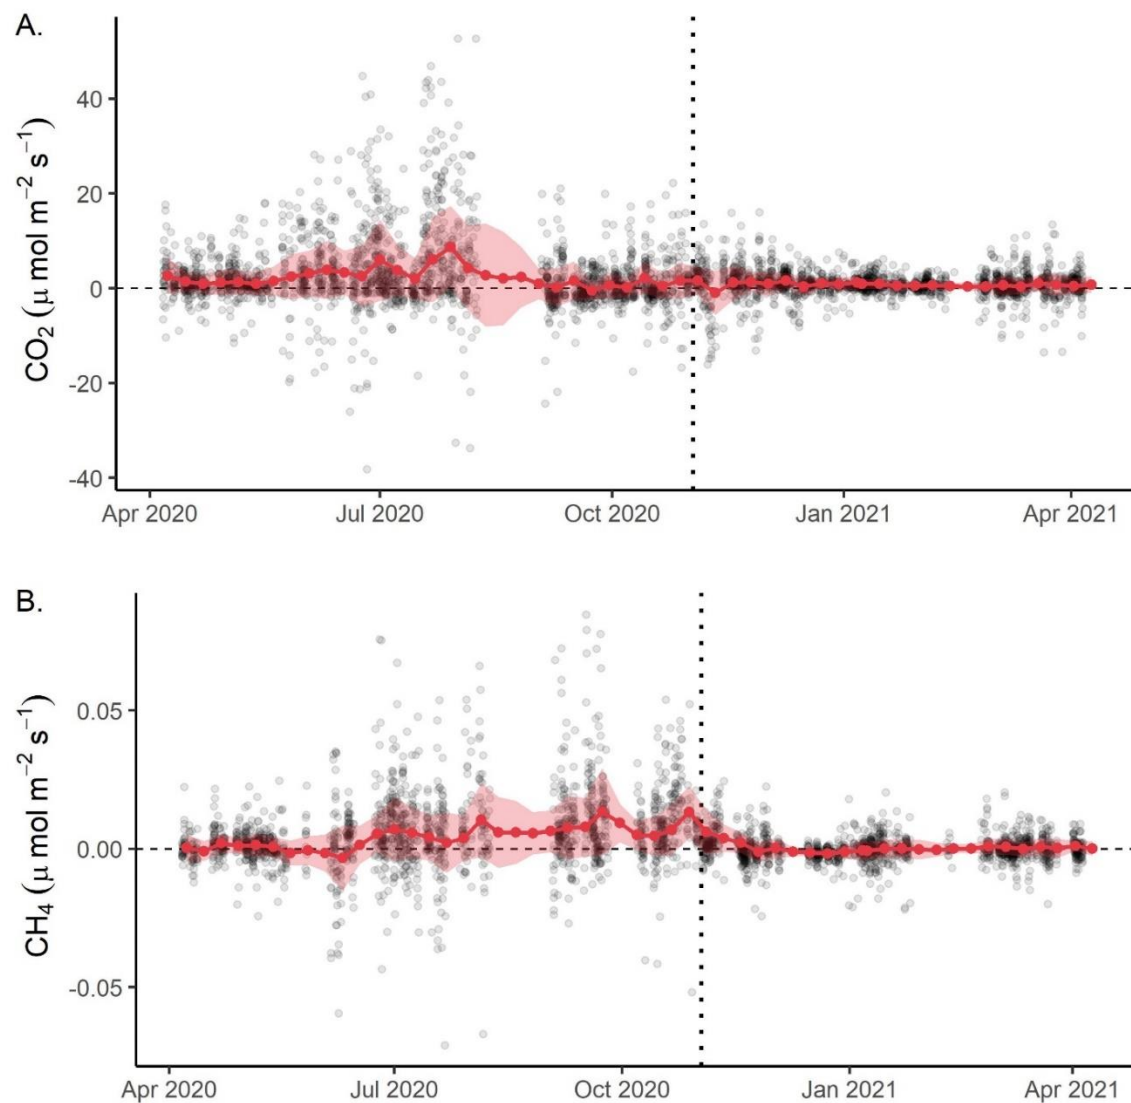 A.
CO₂ (μ mol m⁻² s⁻¹)
40
20
0
-20
-40
Apr 2020 Jul 2020 Oct 2020 Jan 2021 Apr 2021
B.
CH₄ (μ mol m⁻² s⁻¹)
0.05
0.00
-0.05
Apr 2020 Jul 2020 Oct 2020 Jan 2021 Apr 2021